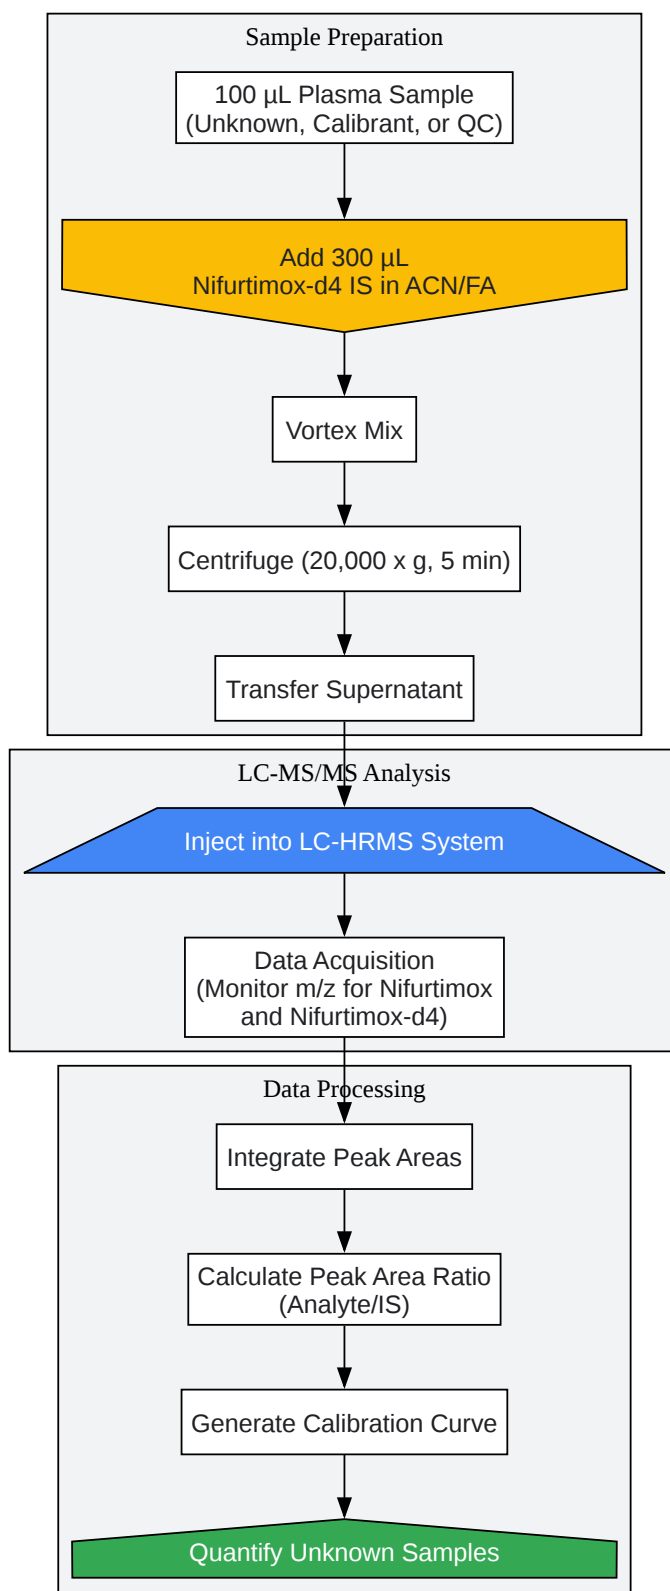 Sample Preparation
100 µL Plasma Sample
(Unknown, Calibrant, or QC)
Add 300 µL
Nifurtimox-d4 IS in ACN/FA
Vortex Mix
Centrifuge (20,000 x g, 5 min)
Transfer Supernatant
LC-MS/MS Analysis
Inject into LC-HRMS System
Data Acquisition
(Monitor m/z for Nifurtimox
and Nifurtimox-d4)
Data Processing
Integrate Peak Areas
Calculate Peak Area Ratio
(Analyte/IS)
Generate Calibration Curve
Quantify Unknown Samples